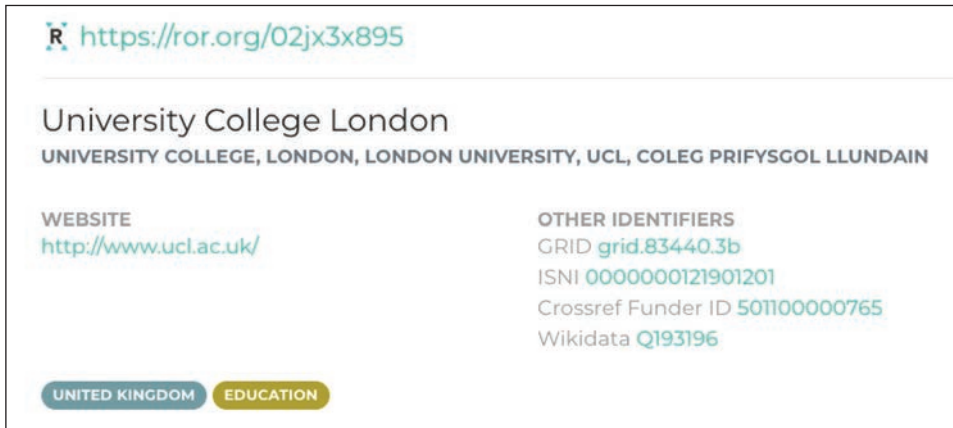 R https://ror.org/02jx3x895
University College London
UNIVERSITY COLLEGE, LONDON, LONDON UNIVERSITY, UCL, COLEG PRIFYSGOL LLUNDAIN
WEBSITE
http://www.ucl.ac.uk/
OTHER IDENTIFIERS
GRID grid.83440.3b
ISNI 0000000121901201
Crossref Funder ID 501100000765
Wikidata Q193196
UNITED KINGDOM EDUCATION